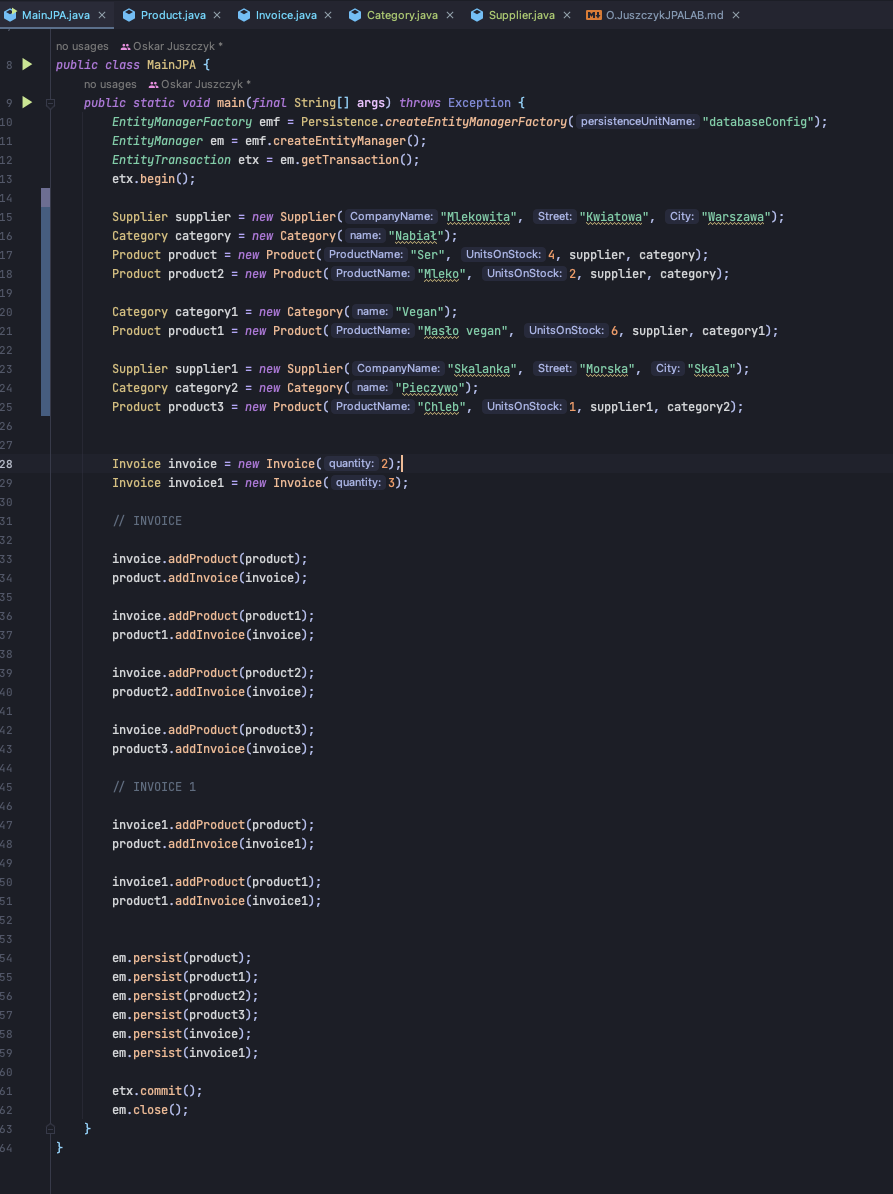 MainJPA.java × Product.java × Invoice.java × Category.java × Supplier.java × O.JuszczykJPALAB.md ×
no usages Oskar Juszczyk *
8 public class MainJPA {
no usages Oskar Juszczyk *
9 public static void main(final String[] args) throws Exception {
10 EntityManagerFactory emf = Persistence.createEntityManagerFactory( persistenceUnitName: "databaseConfig");
11 EntityManager em = emf.createEntityManager();
12 EntityTransaction etx = em.getTransaction();
13 etx.begin();
14
15 Supplier supplier = new Supplier( CompanyName: "Mlekowita", Street: "Kwiatowa", City: "Warszawa");
16 Category category = new Category( name: "Nabiał");
17 Product product = new Product( ProductName: "Ser", UnitsOnStock: 4, supplier, category);
18 Product product2 = new Product( ProductName: "Mleko", UnitsOnStock: 2, supplier, category);
19
20 Category category1 = new Category( name: "Vegan");
21 Product product1 = new Product( ProductName: "Masło vegan", UnitsOnStock: 6, supplier, category1);
22
23 Supplier supplier1 = new Supplier( CompanyName: "Skalanka", Street: "Morska", City: "Skala");
24 Category category2 = new Category( name: "Pieczywo");
25 Product product3 = new Product( ProductName: "Chleb", UnitsOnStock: 1, supplier1, category2);
26
27
28 Invoice invoice = new Invoice( quantity: 2);
29 Invoice invoice1 = new Invoice( quantity: 3);
30
31 // INVOICE
32
33 invoice.addProduct(product);
34 product.addInvoice(invoice);
35
36 invoice.addProduct(product1);
37 product1.addInvoice(invoice);
38
39 invoice.addProduct(product2);
40 product2.addInvoice(invoice);
41
42 invoice.addProduct(product3);
43 product3.addInvoice(invoice);
44
45 // INVOICE 1
46
47 invoice1.addProduct(product);
48 product.addInvoice(invoice1);
49
50 invoice1.addProduct(product1);
51 product1.addInvoice(invoice1);
52
53
54 em.persist(product);
55 em.persist(product1);
56 em.persist(product2);
57 em.persist(product3);
58 em.persist(invoice);
59 em.persist(invoice1);
60
61 etx.commit();
62 em.close();
63 }
64 }